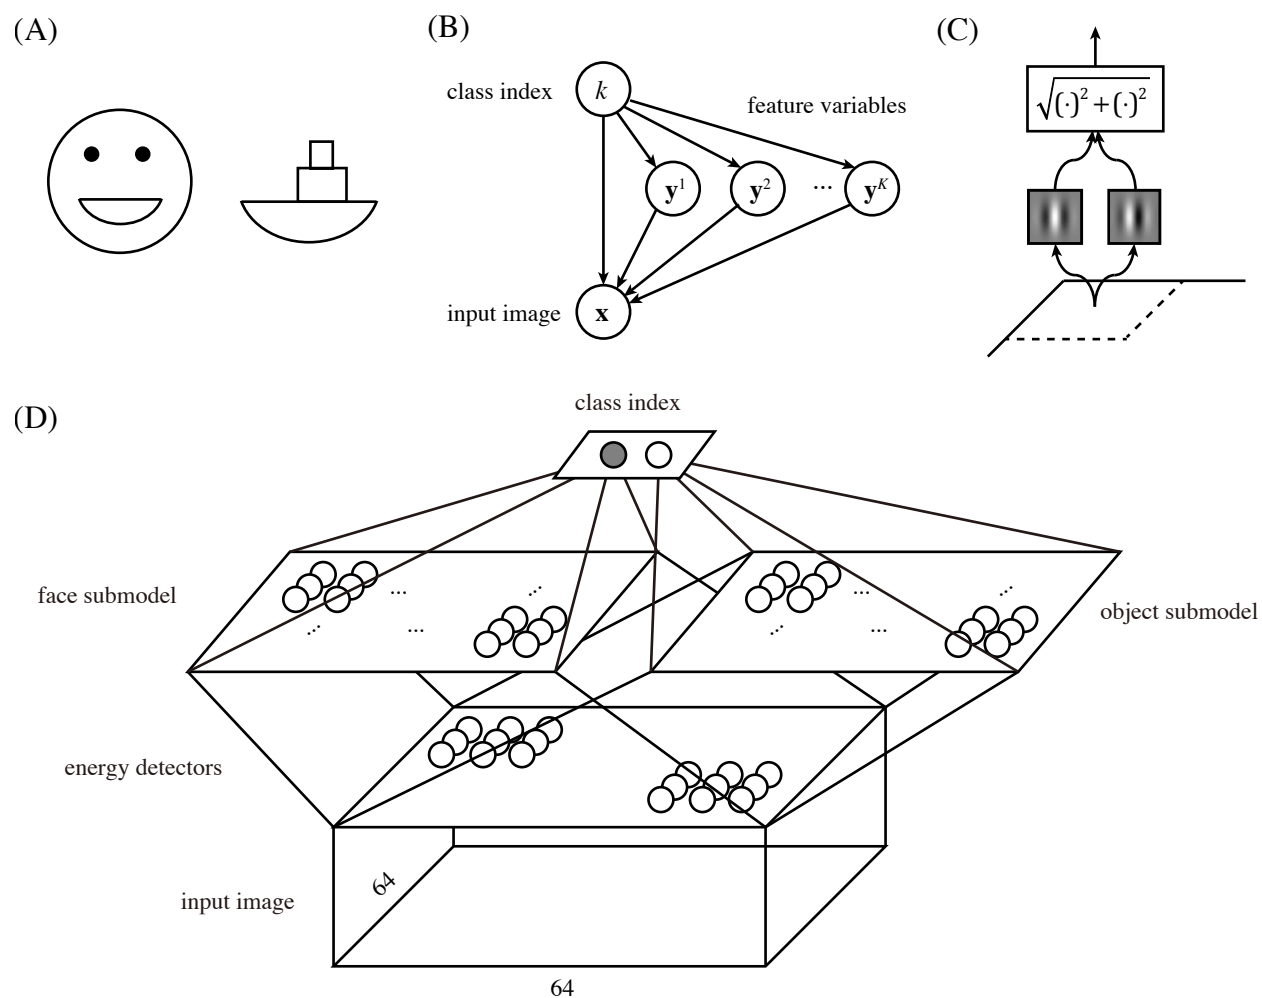 (A)
(B)
class index
k
feature variables
y¹
y²
...
yᴷ
input image
x
(C)
√(·)²+(·)²
(D)
class index
face submodel
...
...
...
...
...
...
...
...
object submodel
energy detectors
input image
64
64